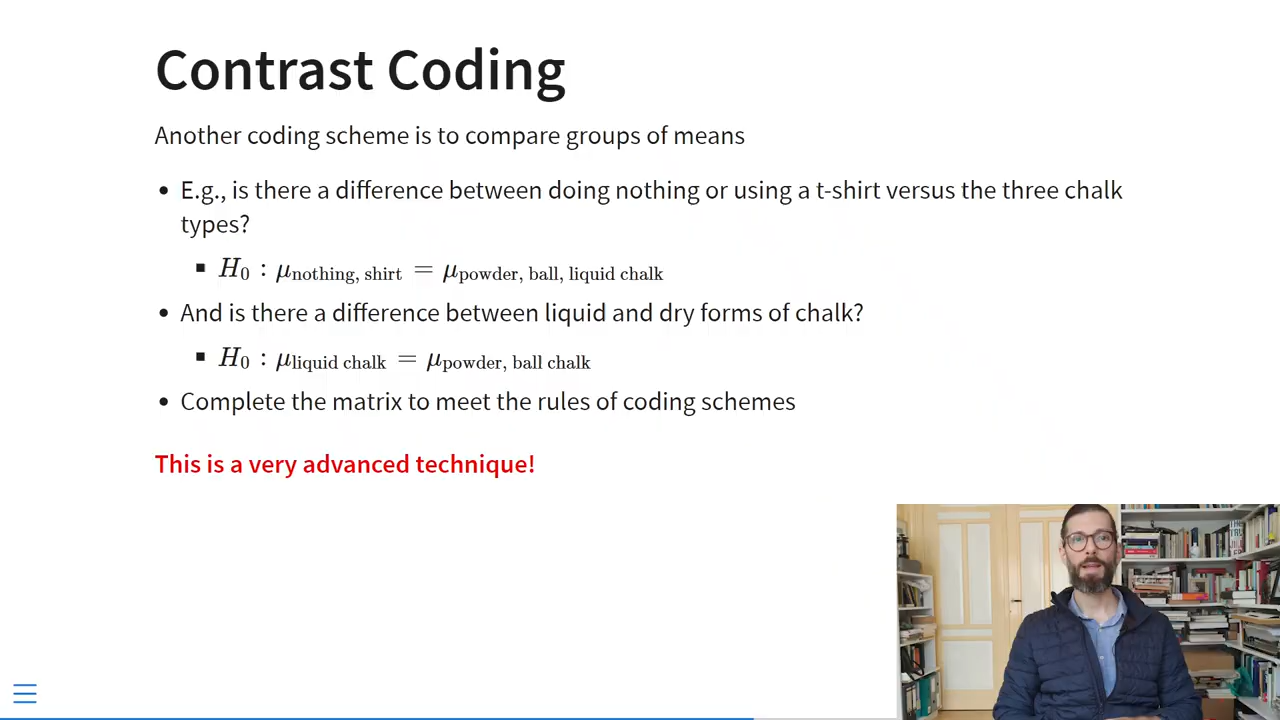 Contrast Coding
Another coding scheme is to compare groups of means
• E.g., is there a difference between doing nothing or using a t-shirt versus the three chalk
types?
▪ H₀ : μnothing, shirt = μpowder, ball, liquid chalk
• And is there a difference between liquid and dry forms of chalk?
▪ H₀ : μliquid chalk = μpowder, ball chalk
• Complete the matrix to meet the rules of coding schemes
This is a very advanced technique!